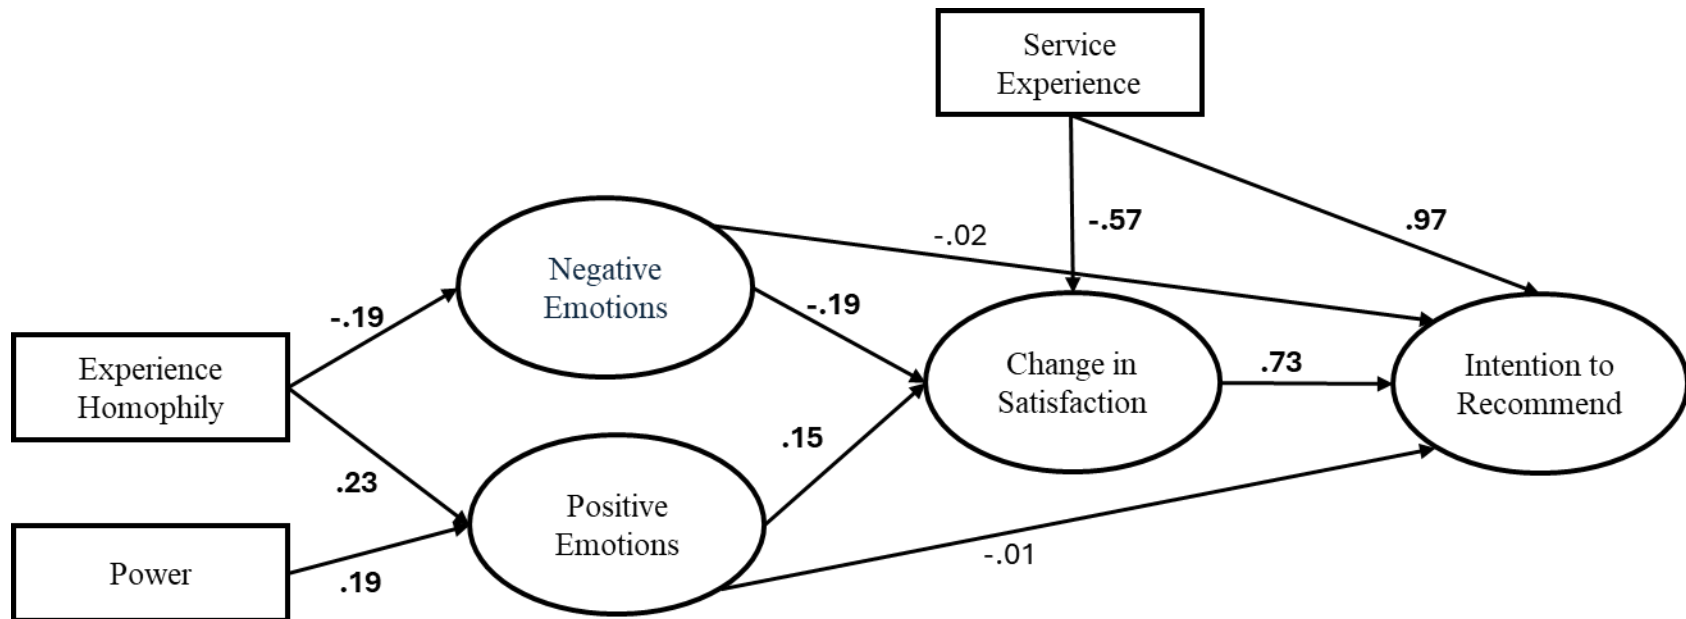 Service
Experience
-.57
.97
-.02
Negative
Emotions
-.19
-.19
Experience
Homophily
Change in
Satisfaction
.73
Intention to
Recommend
.23
.15
Positive
Emotions
Power
.19
-.01